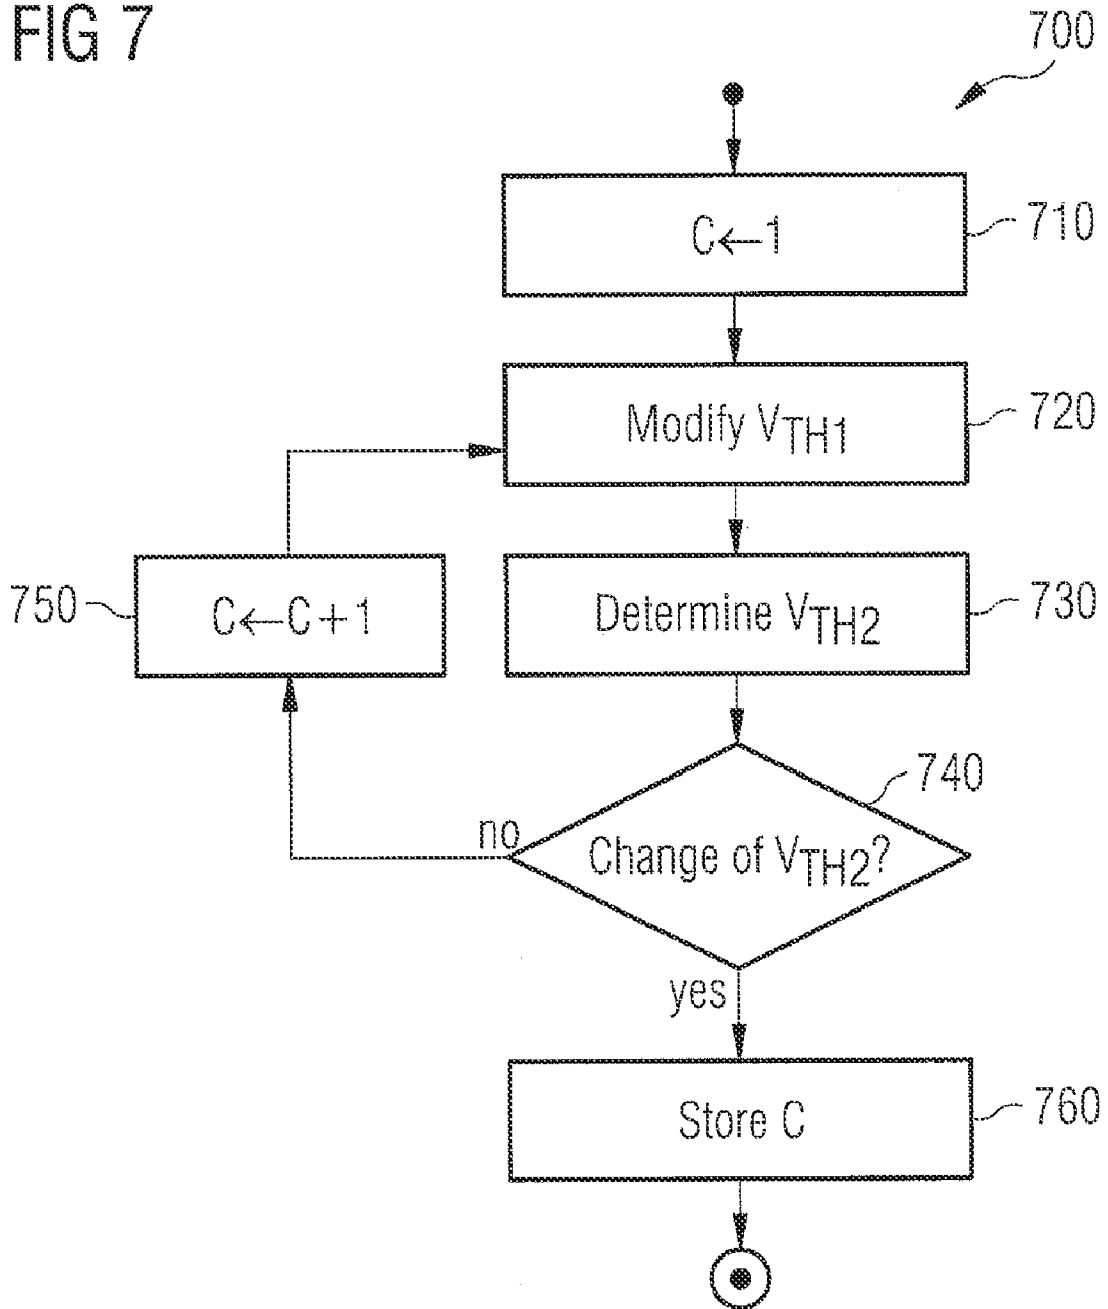 FIG 7
700
C←1
710
Modify VTH1
720
750
C←C+1
Determine VTH2
730
740
no
Change of VTH2?
yes
Store C
760